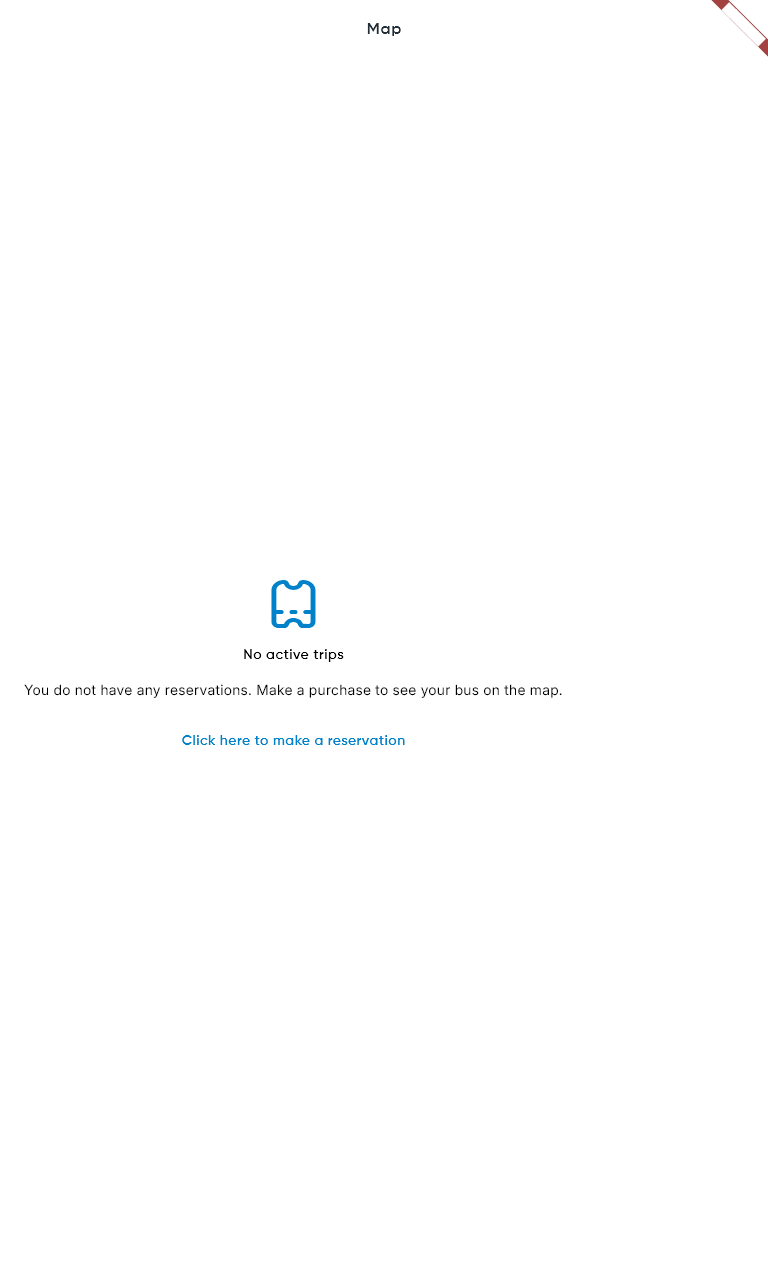 Map
No active trips
You do not have any reservations. Make a purchase to see your bus on the map.
Click here to make a reservation